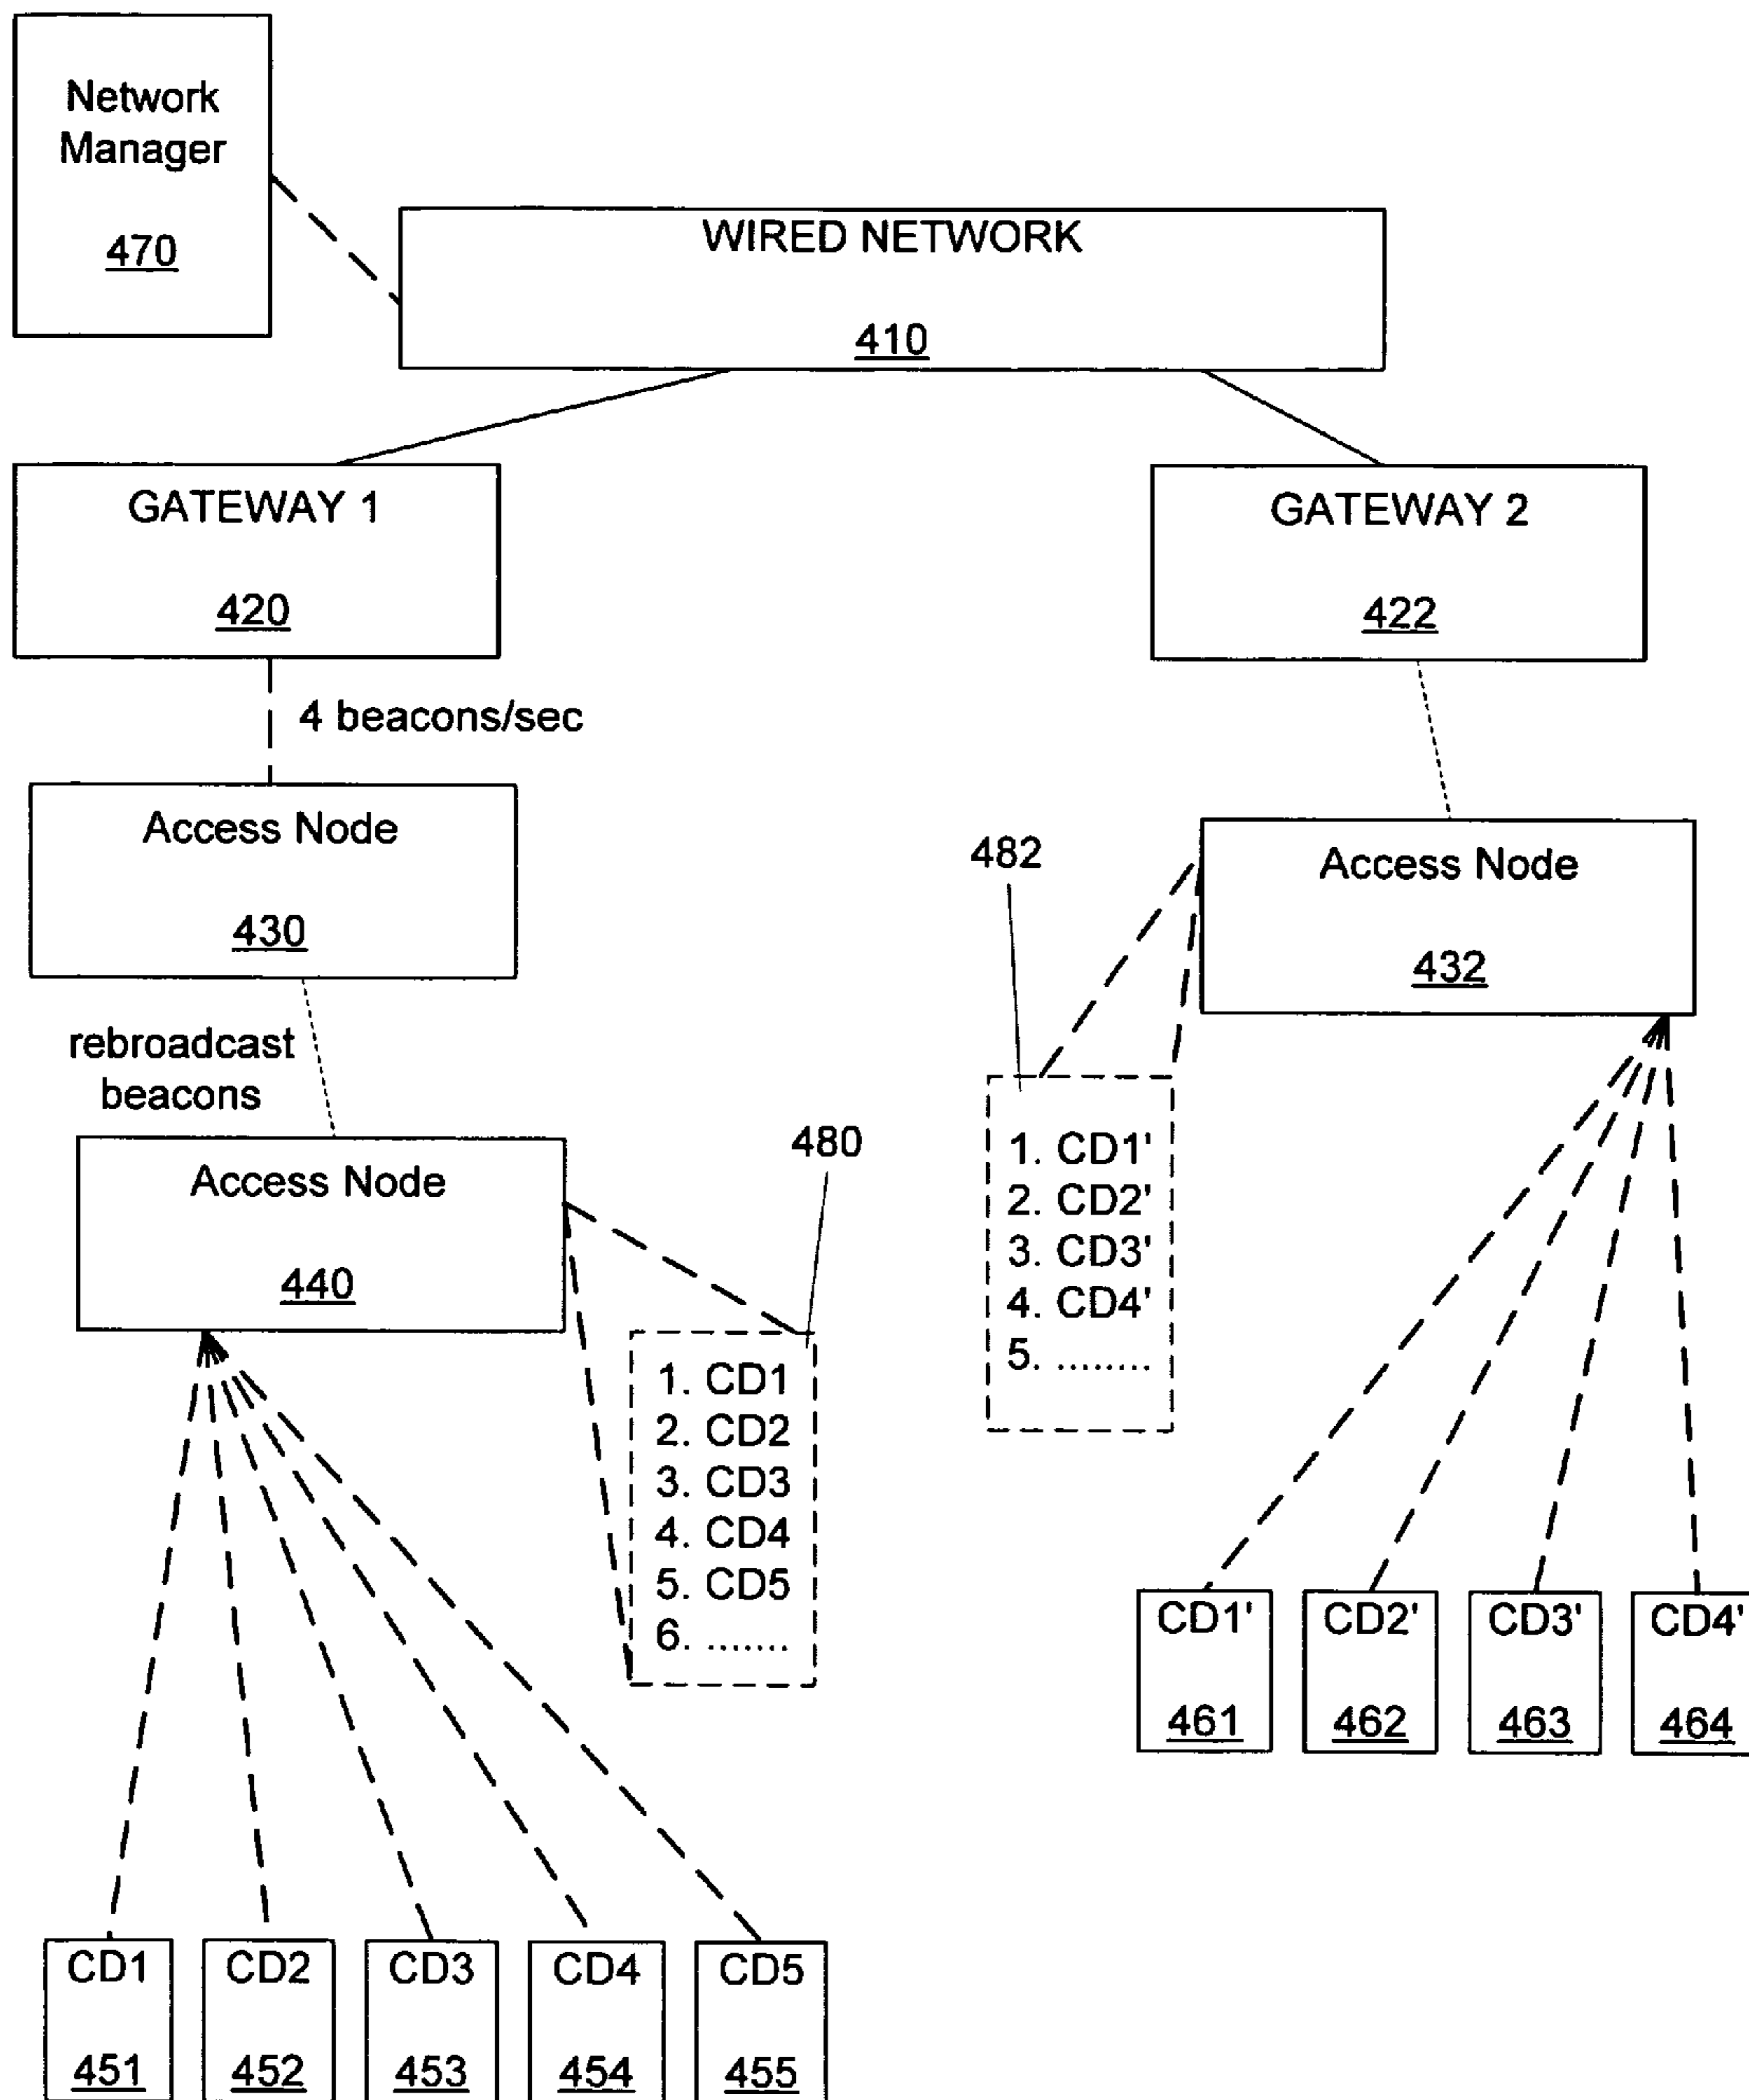 Network
Manager
470
WIRED NETWORK
410
GATEWAY 1
420
GATEWAY 2
422
4 beacons/sec
Access Node
430
482
Access Node
432
rebroadcast
beacons
Access Node
440
480
1. CD1'
2. CD2'
3. CD3'
4. CD4'
5. ........
1. CD1
2. CD2
3. CD3
4. CD4
5. CD5
6. .......
CD1'
461
CD2'
462
CD3'
463
CD4'
464
CD1
451
CD2
452
CD3
453
CD4
454
CD5
455